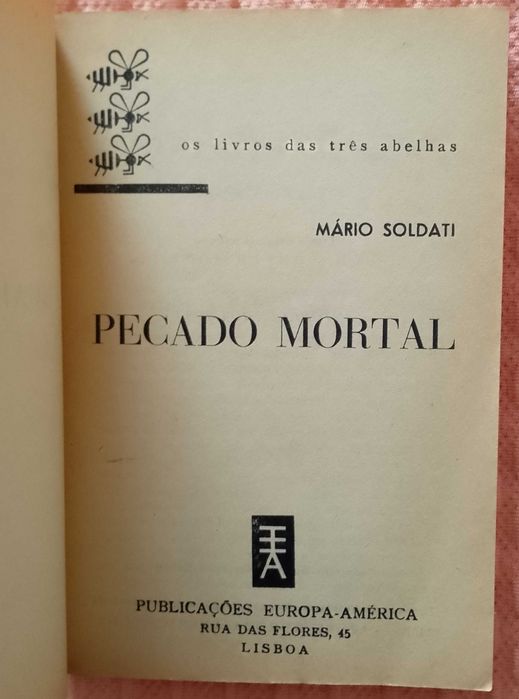 os livros das três abelhas
MÁRIO SOLDATI
PECADO MORTAL
PUBLICAÇÕES EUROPA-AMÉRICA
RUA DAS FLORES, 45
LISBOA